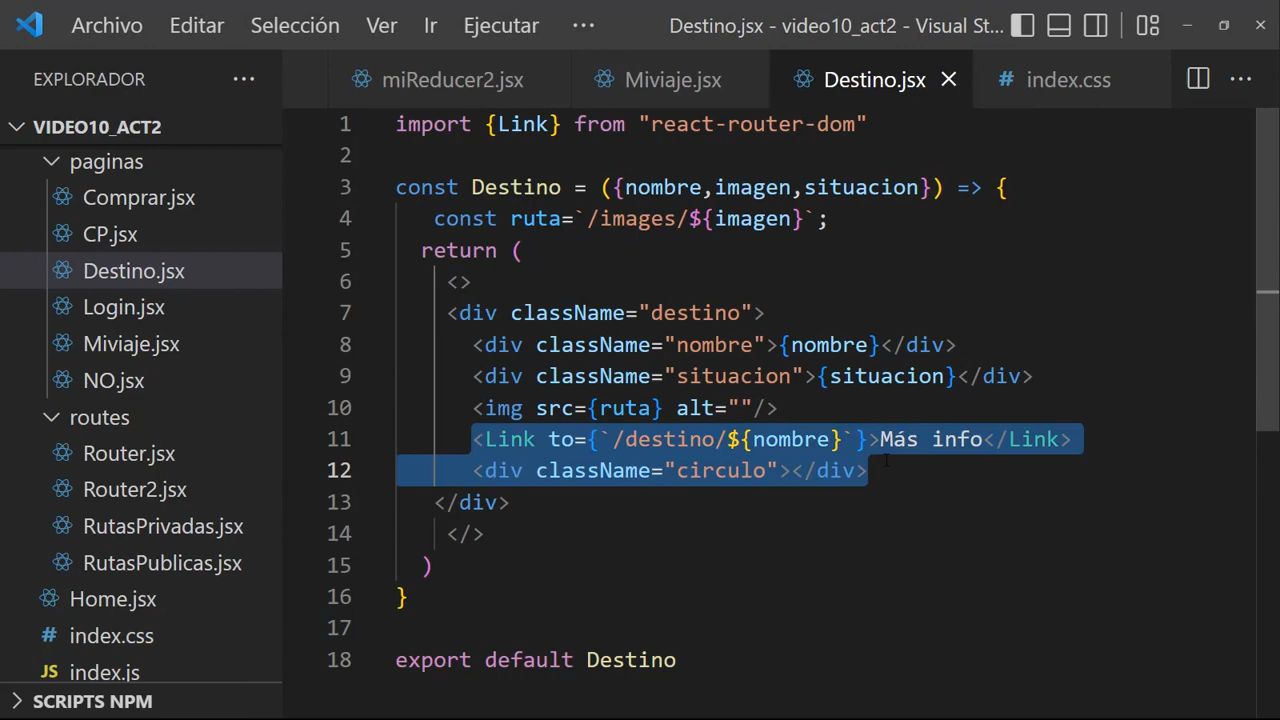 Archivo Editar Selección Ver Ir Ejecutar ··· Destino.jsx - video10_act2 - Visual St...
EXPLORADOR ···
miReducer2.jsx Miviaje.jsx Destino.jsx index.css ···
VIDEO10_ACT2
paginas
Comprar.jsx
CP.jsx
Destino.jsx
Login.jsx
Miviaje.jsx
NO.jsx
routes
Router.jsx
Router2.jsx
RutasPrivadas.jsx
RutasPublicas.jsx
Home.jsx
index.css
JS index.js
SCRIPTS NPM
1 import {Link} from "react-router-dom"
2
3 const Destino = ({nombre,imagen,situacion}) => {
4 const ruta=`/images/${imagen}`;
5 return (
6 <>
7 <div className="destino">
8 <div className="nombre">{nombre}</div>
9 <div className="situacion">{situacion}</div>
10 <img src={ruta} alt=""/>
11 <Link to={`/destino/${nombre}`}>Más info</Link>
12 <div className="circulo"></div>
13 </div>
14 </>
15 )
16 }
17
18 export default Destino